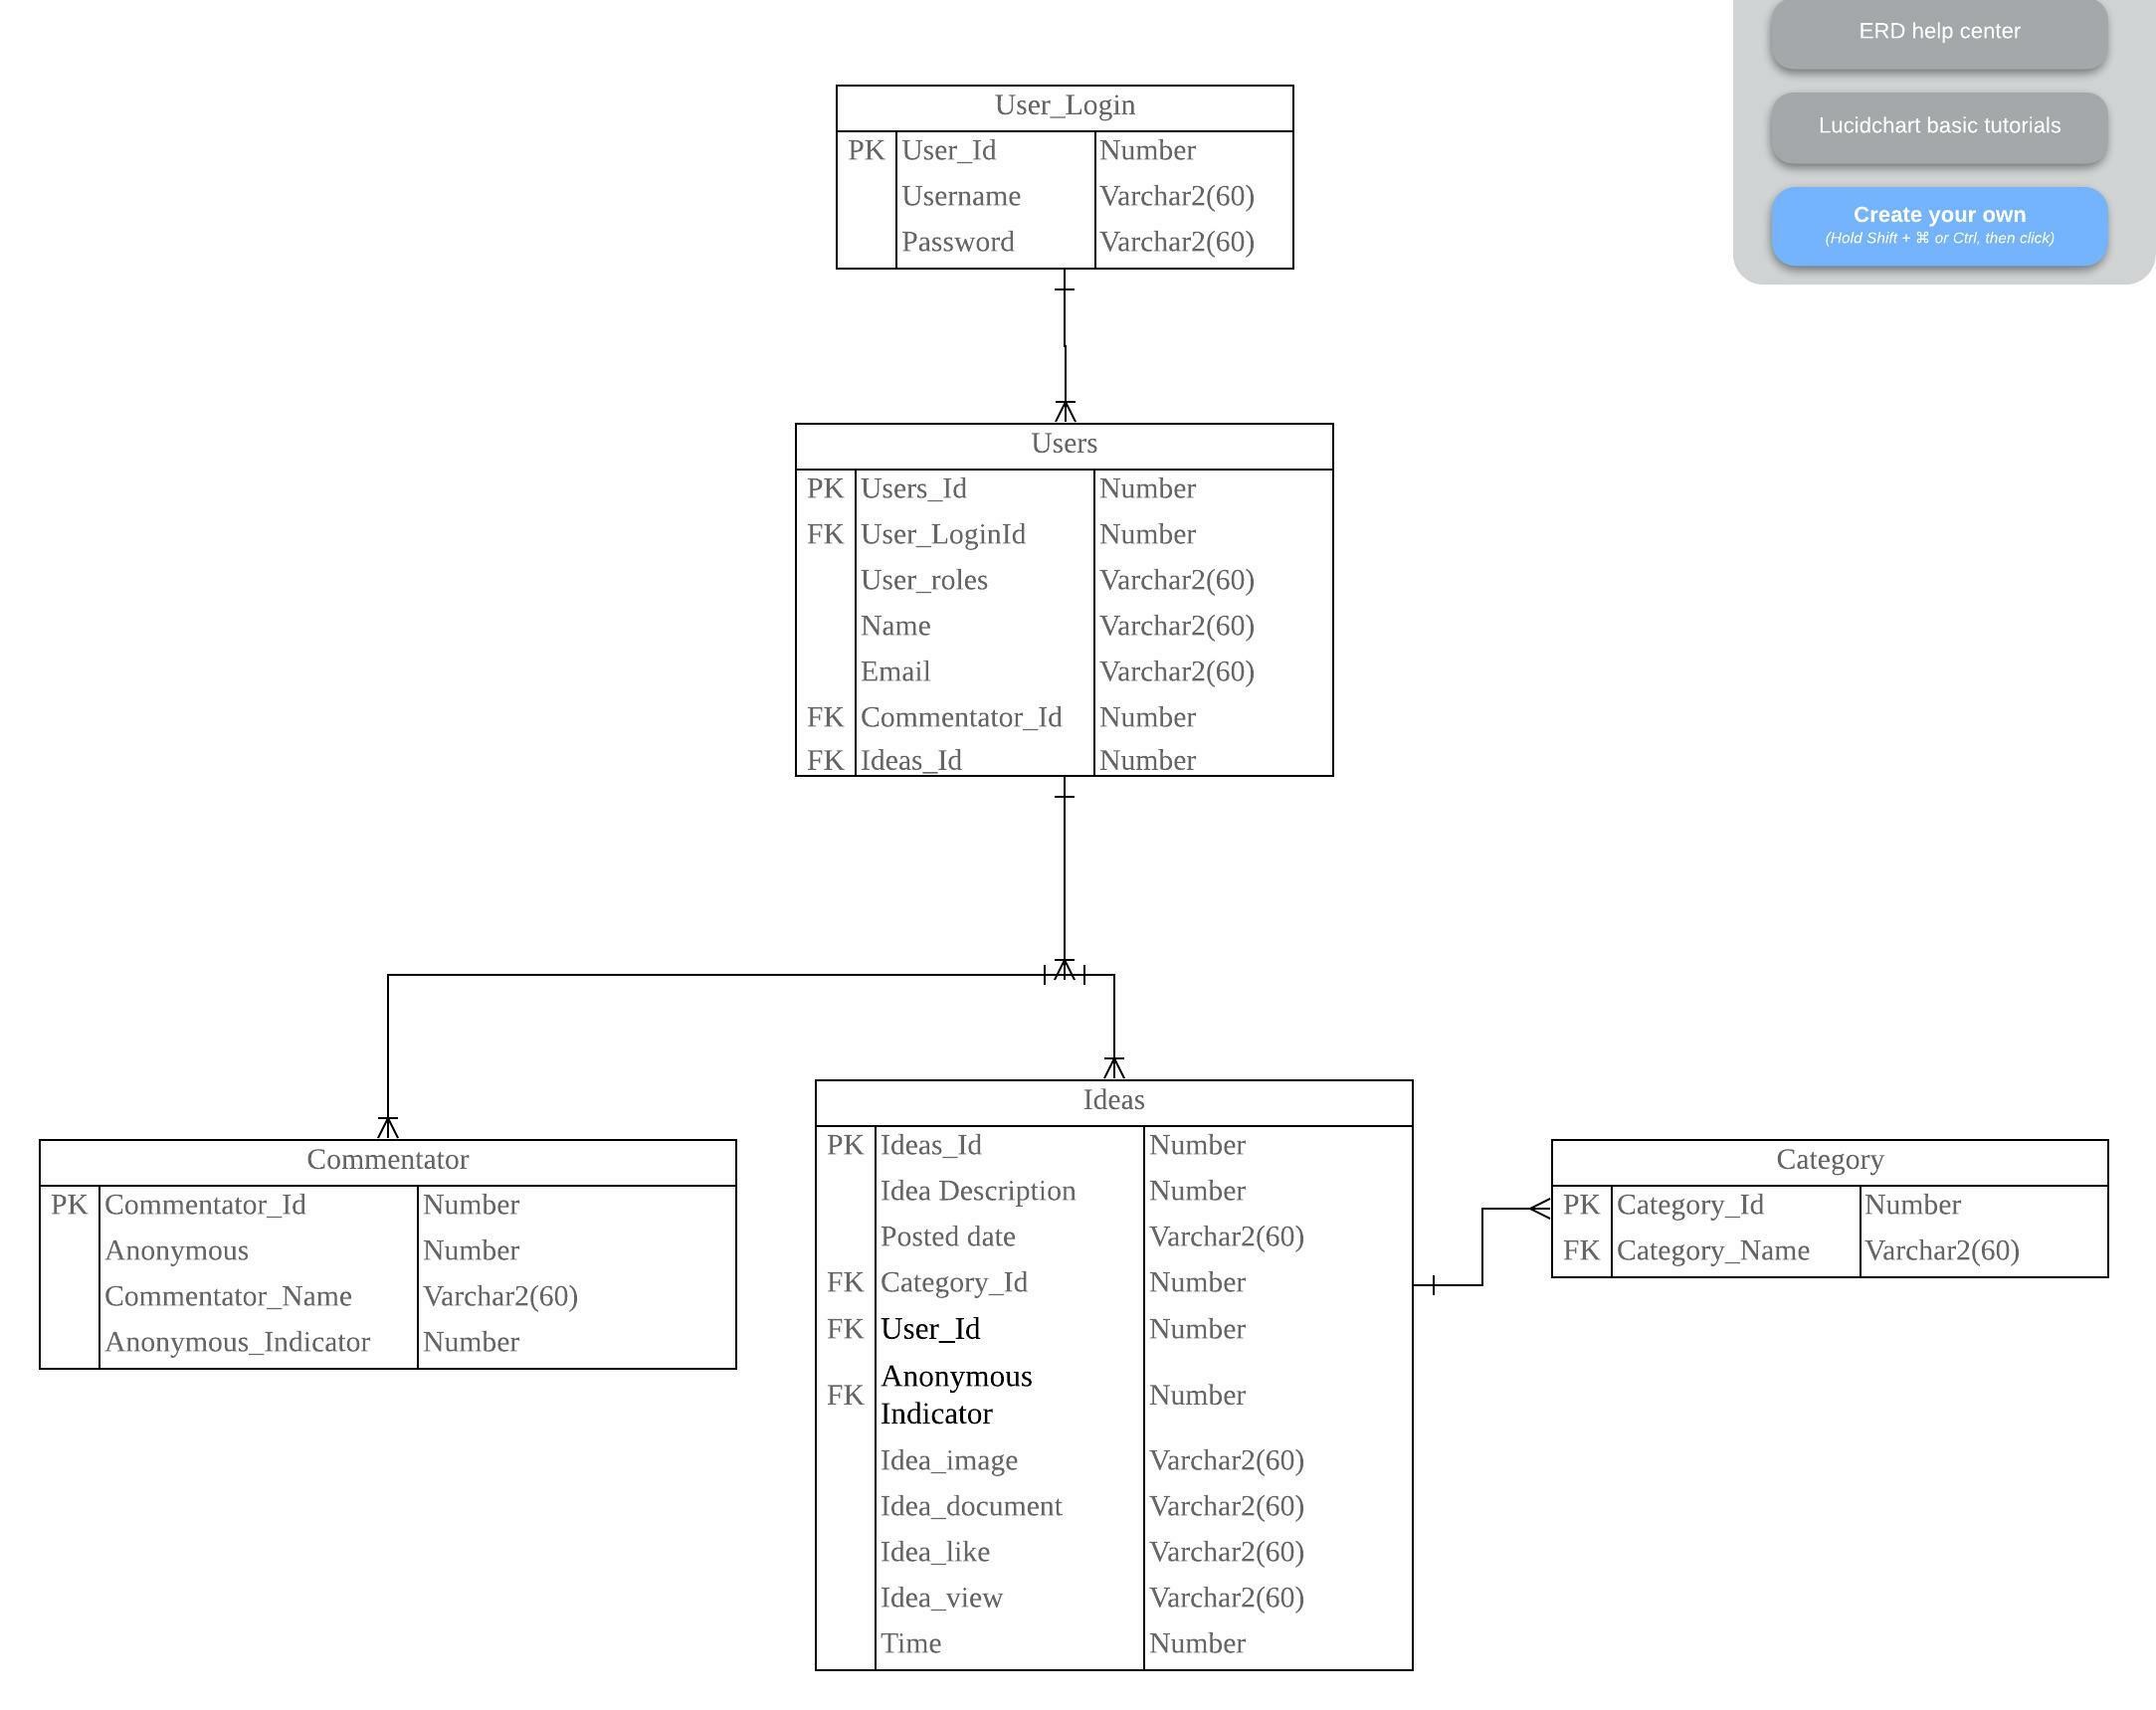 ERD help center
Lucidchart basic tutorials
Create your own
(Hold Shift + ⌘ or Ctrl, then click)
User_Login
PK User_Id Number
Username Varchar2(60)
Password Varchar2(60)
Users
PK Users_Id Number
FK User_LoginId Number
User_roles Varchar2(60)
Name Varchar2(60)
Email Varchar2(60)
FK Commentator_Id Number
FK Ideas_Id Number
Commentator
PK Commentator_Id Number
Anonymous Number
Commentator_Name Varchar2(60)
Anonymous_Indicator Number
Ideas
PK Ideas_Id Number
Idea Description Number
Posted date Varchar2(60)
FK Category_Id Number
FK User_Id Number
FK Anonymous
Indicator Number
Idea_image Varchar2(60)
Idea_document Varchar2(60)
Idea_like Varchar2(60)
Idea_view Varchar2(60)
Time Number
Category
PK Category_Id Number
FK Category_Name Varchar2(60)